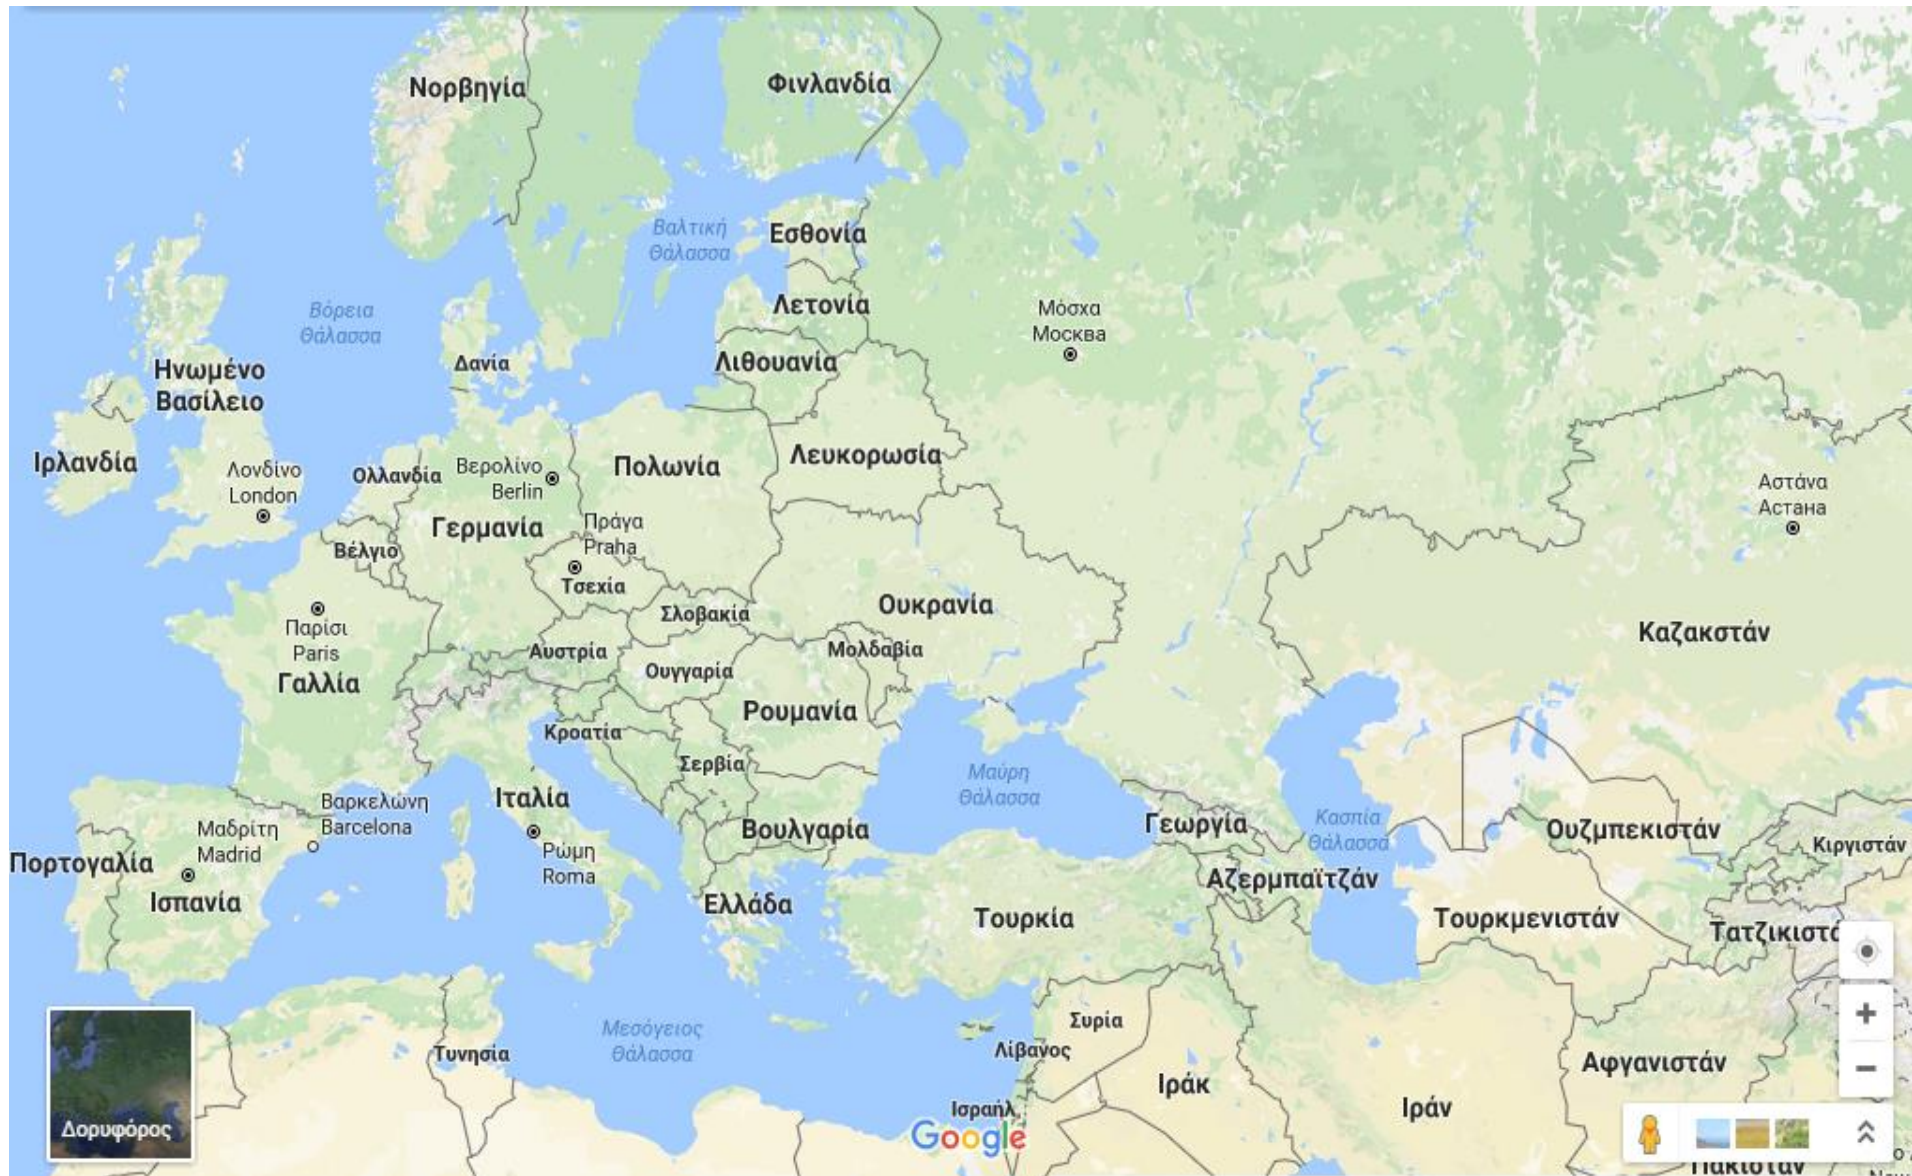 Νορβηγία
Φινλανδία
Βαλτική
Θάλασσα
Εσθονία
Βόρεια
Θάλασσα
Λετονία
Μόσχα
Москва
Ηνωμένο
Βασίλειο
Δανία
Λιθουανία
Ιρλανδία
Λονδίνο
London
Ολλανδία
Βερολίνο
Berlin
Πολωνία
Λευκορωσία
Αστάνα
Астана
Γερμανία
Πράγα
Praha
Βέλγιο
Τσεχία
Παρίσι
Paris
Σλοβακία
Ουκρανία
Καζακστάν
Γαλλία
Αυστρία
Ουγγαρία
Μολδαβία
Ρουμανία
Κροατία
Σερβία
Μαύρη
Θάλασσα
Ιταλία
Βαρκελώνη
Barcelona
Μαδρίτη
Madrid
Βουλγαρία
Γεωργία
Κασπία
Θάλασσα
Ουζμπεκιστάν
Κιργιστάν
Πορτογαλία
Ρώμη
Roma
Ισπανία
Ελλάδα
Αζερμπαϊτζάν
Τουρκία
Τουρκμενιστάν
Τατζικιστά
Μεσόγειος
Θάλασσα
Τυνησία
Συρία
Λίβανος
Αφγανιστάν
Ιράκ
Ιράν
Ισραήλ
Google
Δορυφόρος
Πακιστάν